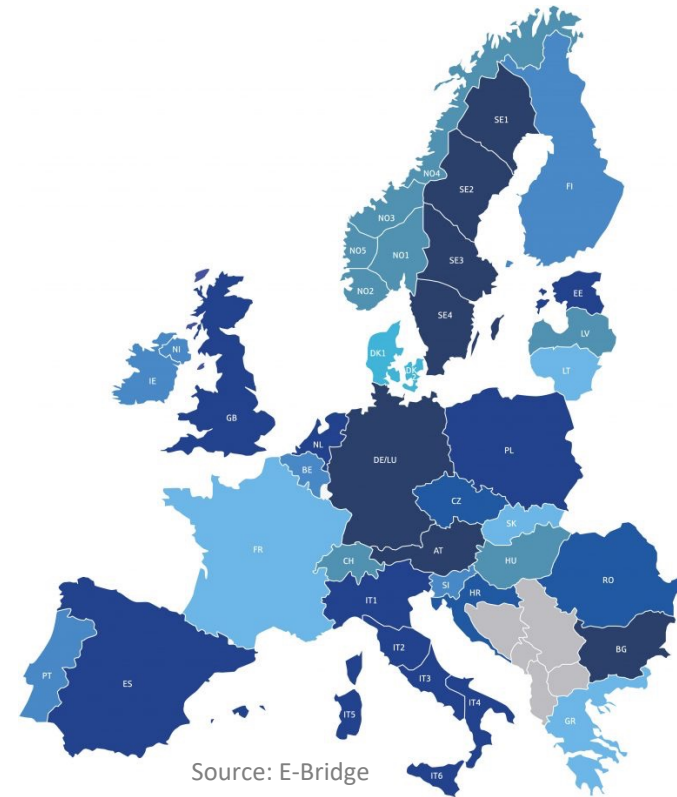 SE1
FI
NO4
SE2
NO3
NO5
NO1
SE3
NO2
SE4
EE
LV
LT
DK1
DK
NI
IE
GB
NL
DE/LU
PL
BE
CZ
SK
FR
AT
CH
HU
SI
HR
RO
IT1
IT2
BG
PT
ES
IT3
IT4
IT5
GR
IT6
Source: E-Bridge